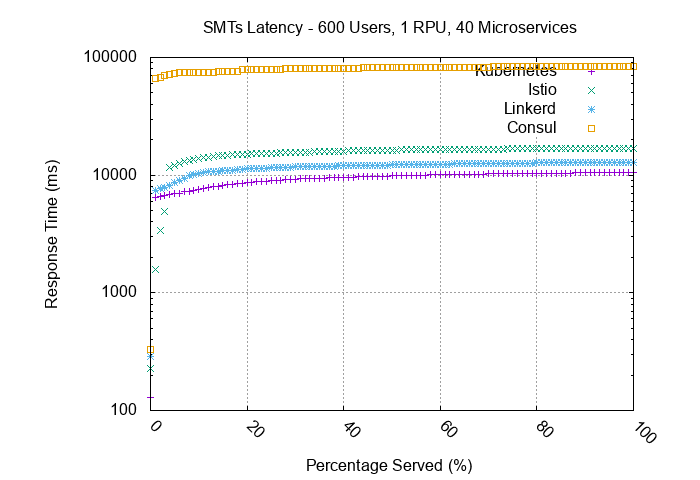 SMTs Latency - 600 Users, 1 RPU, 40 Microservices
100000
10000
1000
100
Response Time (ms)
Kubernetes
Istio
Linkerd
Consul
0
20
40
60
80
100
Percentage Served (%)